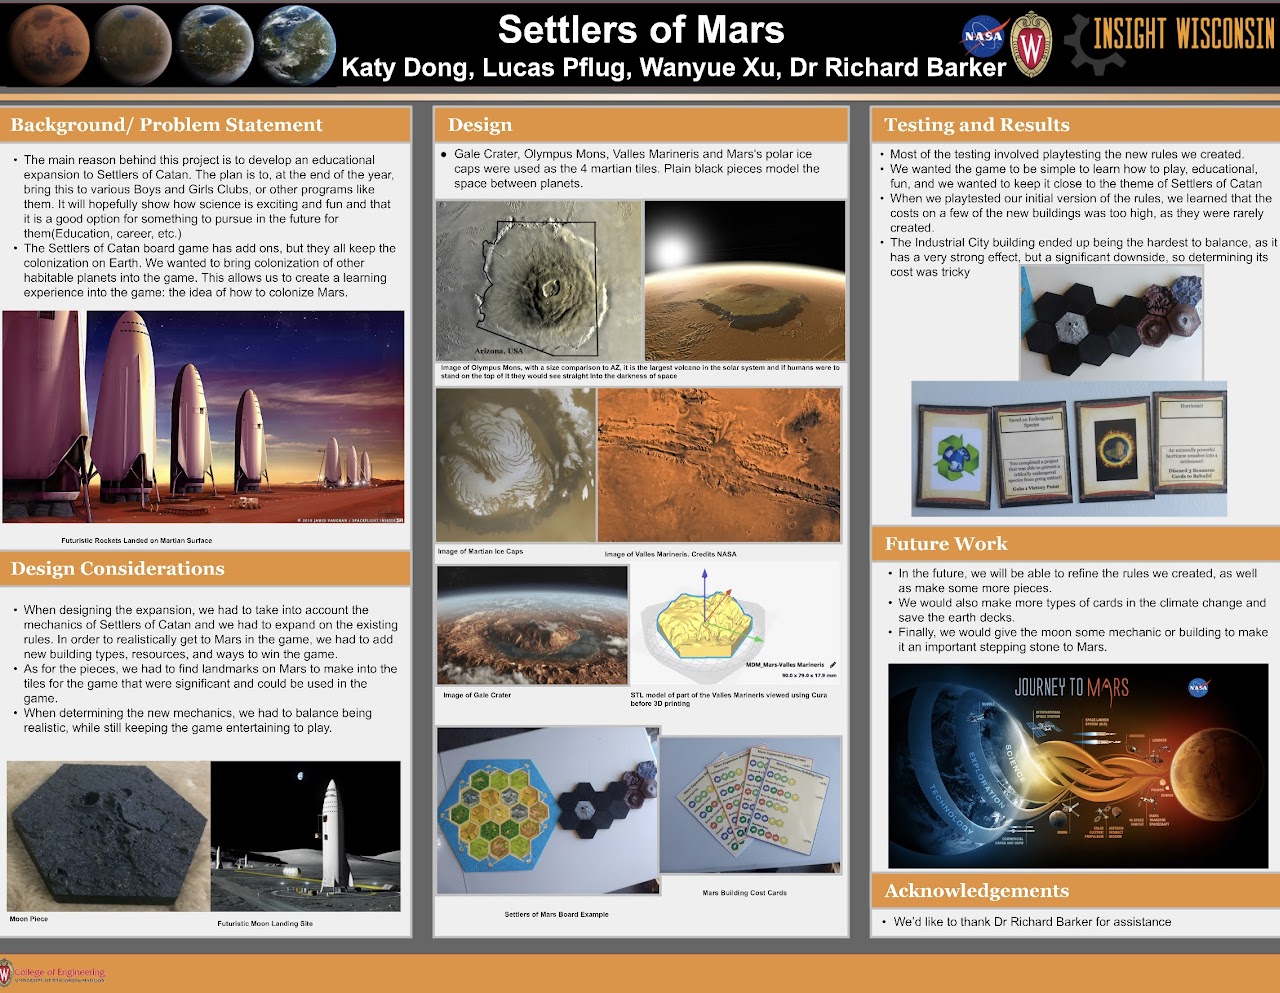 Settlers of Mars
Katy Dong, Lucas Pflug, Wanyue Xu, Dr Richard Barker
NASA
W
INSIGHT WISCONSIN
Background/ Problem Statement
• The main reason behind this project is to develop an educational
expansion to Settlers of Catan. The plan is to, at the end of the year,
bring this to various Boys and Girls Clubs, or other programs like
them. It will hopefully show how science is exciting and fun and that
it is a good option for something to pursue in the future for
them(Education, career, etc.)
• The Settlers of Catan board game has add ons, but they all keep the
colonization on Earth. We wanted to bring colonization of other
habitable planets into the game. This allows us to create a learning
experience into the game: the idea of how to colonize Mars.
Futuristic Rockets Landed on Martian Surface
Design Considerations
• When designing the expansion, we had to take into account the
mechanics of Settlers of Catan and we had to expand on the existing
rules. In order to realistically get to Mars in the game, we had to add
new building types, resources, and ways to win the game.
• As for the pieces, we had to find landmarks on Mars to make into the
tiles for the game that were significant and could be used in the
game.
• When determining the new mechanics, we had to balance being
realistic, while still keeping the game entertaining to play.
Moon Piece
Futuristic Moon Landing Site
Design
● Gale Crater, Olympus Mons, Valles Marineris and Mars's polar ice
caps were used as the 4 martian tiles. Plain black pieces model the
space between planets.
Arizona, USA
Image of Olympus Mons, with a size comparison to AZ, it is the largest volcano in the solar system and if humans were to
stand on the top of it they would see straight into the darkness of space
Image of Martian Ice Caps
Image of Valles Marineris. Credits NASA
MDM_Mars-Valles Marineris
90.0 x 79.0 x 17.9 mm
Image of Gale Crater
STL model of part of the Valles Marineris viewed using Cura
before 3D printing
Mars Building Cost Cards
Settlers of Mars Board Example
Testing and Results
• Most of the testing involved playtesting the new rules we created.
• We wanted the game to be simple to learn how to play, educational,
fun, and we wanted to keep it close to the theme of Settlers of Catan
• When we playtested our initial version of the rules, we learned that the
costs on a few of the new buildings was too high, as they were rarely
created.
• The Industrial City building ended up being the hardest to balance, as it
has a very strong effect, but a significant downside, so determining its
cost was tricky
Saved an Endangered
Species
You completed a project
that was able to prevent a
critically endangered
species from going extinct!
Gain 1 Victory Point
Hurricane!
An unusually powerful
hurricane smashes into a
settlement!
Discard 3 Resource
Cards to Rebuild
Future Work
• In the future, we will be able to refine the rules we created, as well
as make some more pieces.
• We would also make more types of cards in the climate change and
save the earth decks.
• Finally, we would give the moon some mechanic or building to make
it an important stepping stone to Mars.
JOURNEY TO MARS
NASA
SCIENCE
EXPLORATION
TECHNOLOGY
Acknowledgements
• We'd like to thank Dr Richard Barker for assistance
W
College of Engineering
UNIVERSITY OF WISCONSIN-MADISON